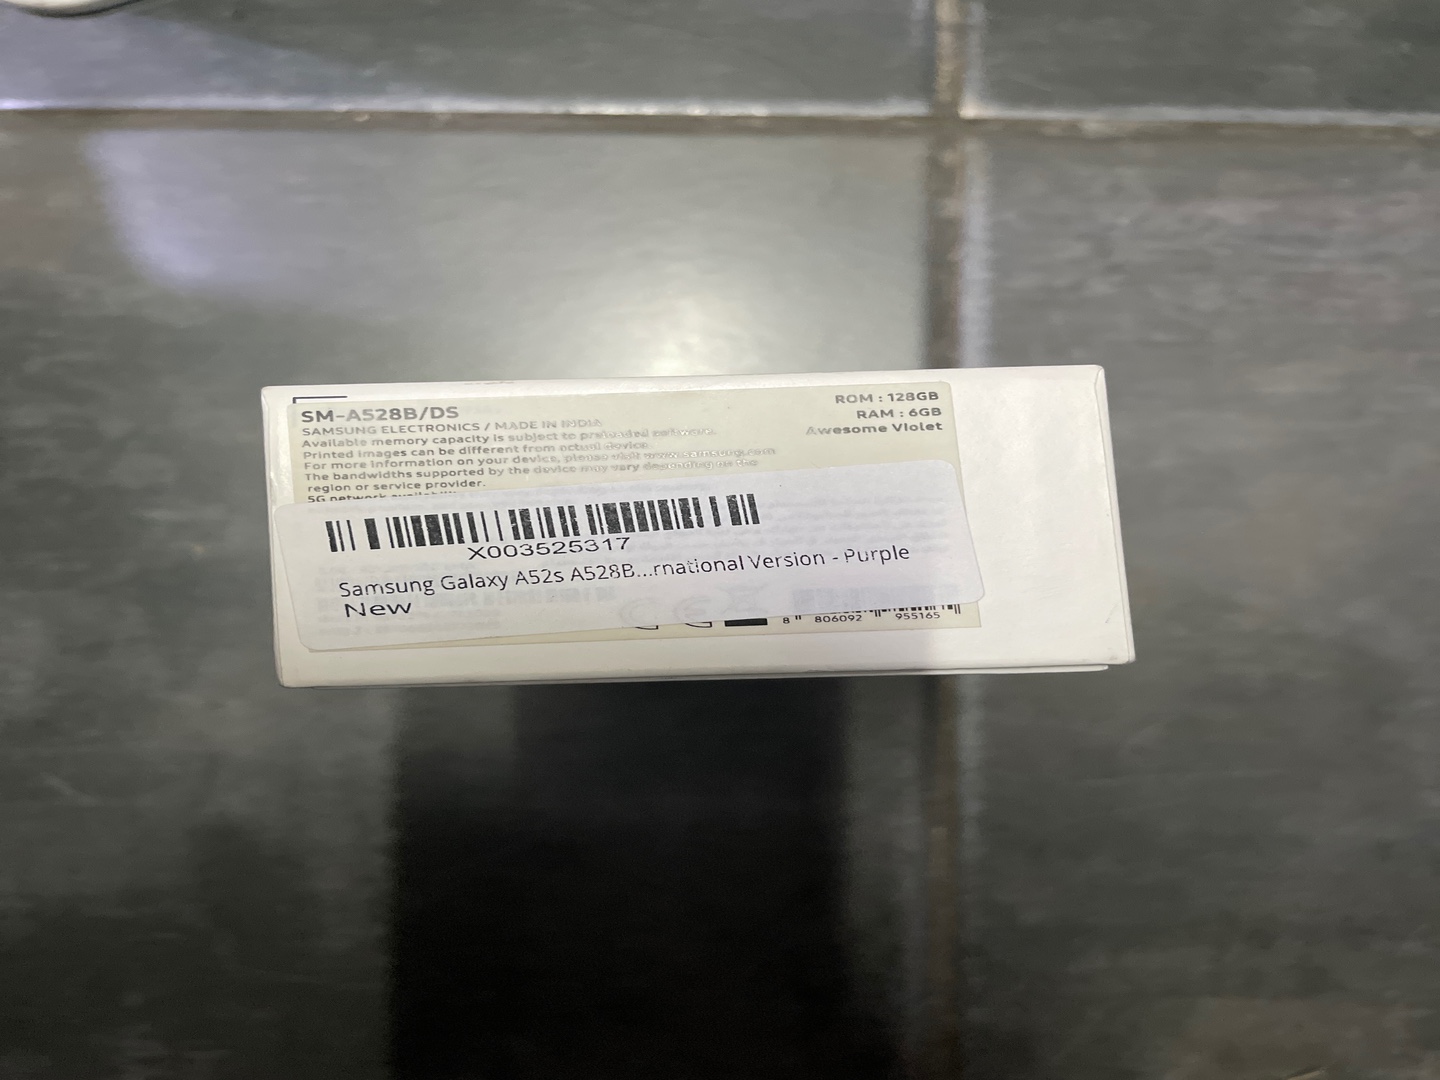 SM-A528B/DS
ROM : 128GB
SAMSUNG ELECTRONICS / MADE IN INDIA
RAM : 6GB
Available memory capacity is subject to preloaded software.
Awesome Violet
Printed images can be different from actual device.
For more information on your device, please visit www.samsung.com
The bandwidths supported by the device may vary depending on the
region or service provider.
5G network
X003525317
Samsung Galaxy A52s A528B...rnational Version - Purple
New
8 806092 955165